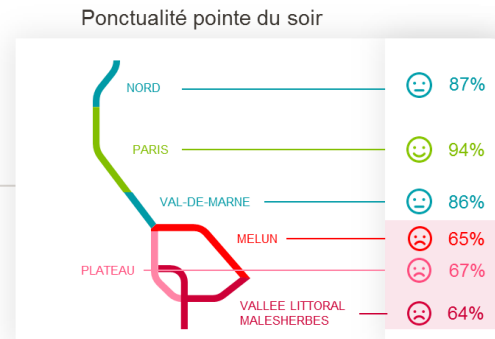 Ponctualité pointe du soir
NORD 87%
PARIS 94%
VAL-DE-MARNE 86%
MELUN 65%
PLATEAU 67%
VALLEE LITTORAL
MALESHERBES 64%